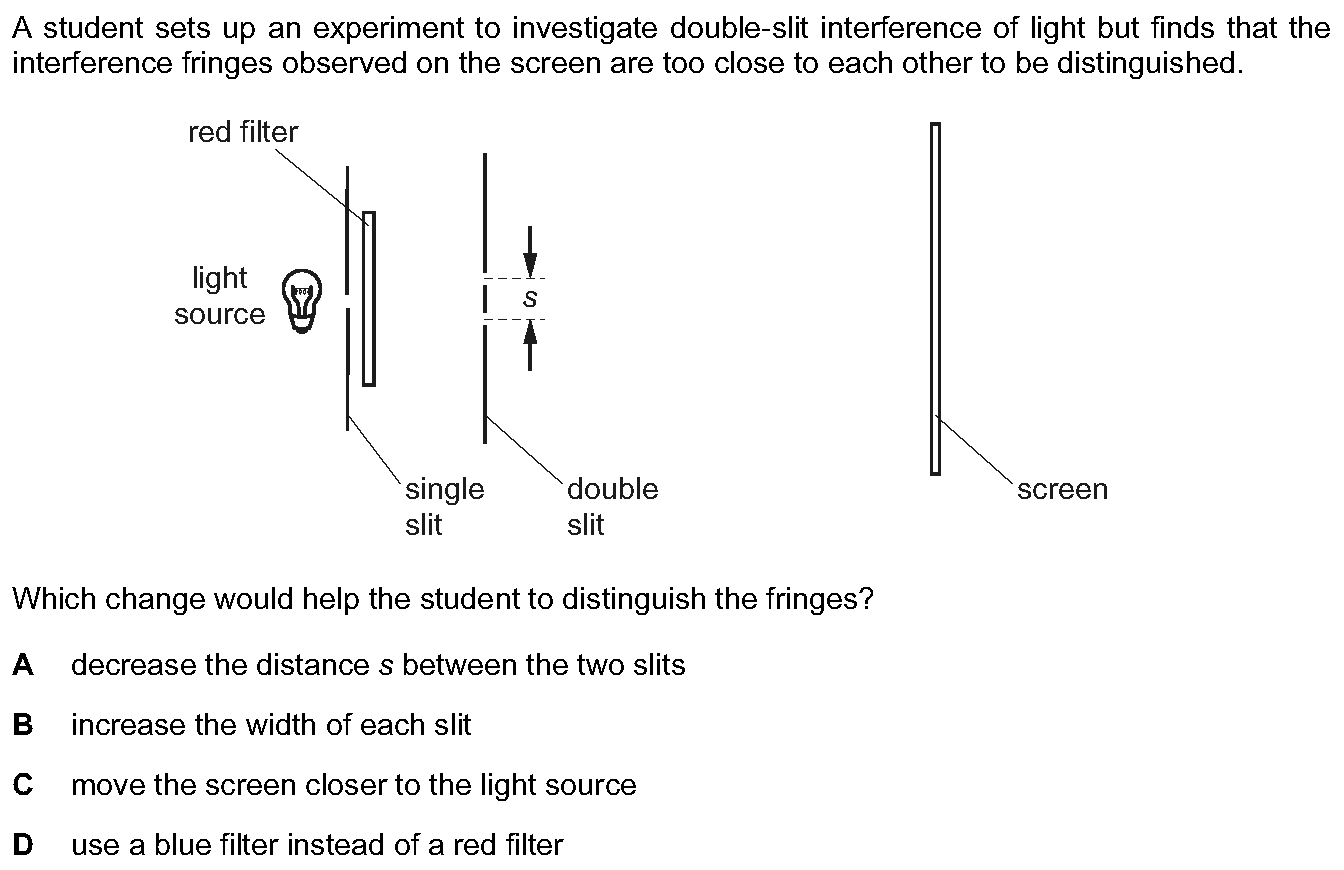 A student sets up an experiment to investigate double-slit interference of light but finds that the
interference fringes observed on the screen are too close to each other to be distinguished.
red filter
light
source
s
single
slit
double
slit
screen
Which change would help the student to distinguish the fringes?
A decrease the distance s between the two slits
B increase the width of each slit
C move the screen closer to the light source
D use a blue filter instead of a red filter